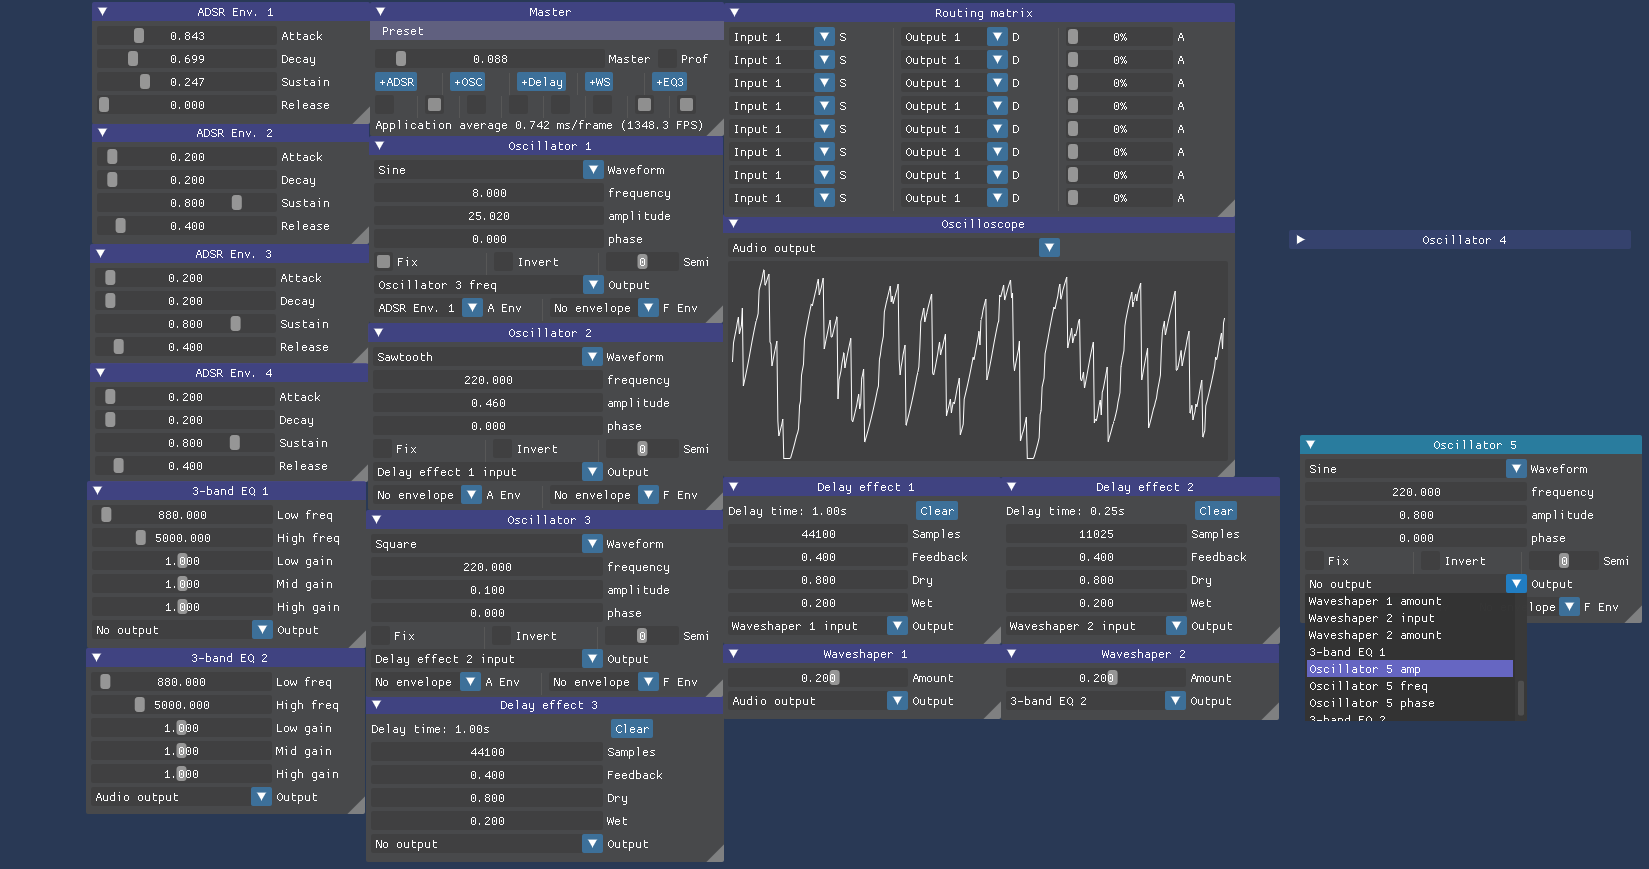 ADSR Env. 1
0.843 Attack
0.699 Decay
0.247 Sustain
0.000 Release
ADSR Env. 2
0.200 Attack
0.200 Decay
0.800 Sustain
0.400 Release
ADSR Env. 3
0.200 Attack
0.200 Decay
0.800 Sustain
0.400 Release
ADSR Env. 4
0.200 Attack
0.200 Decay
0.800 Sustain
0.400 Release
3-band EQ 1
880.000 Low freq
5000.000 High freq
1.000 Low gain
1.000 Mid gain
1.000 High gain
No output Output
3-band EQ 2
880.000 Low freq
5000.000 High freq
1.000 Low gain
1.000 Mid gain
1.000 High gain
Audio output Output
Master
Preset
0.088 Master Prof
+ADSR +OSC +Delay +WS +EQ3
Application average 0.742 ms/frame (1348.3 FPS)
Oscillator 1
Sine Waveform
8.000 frequency
25.020 amplitude
0.000 phase
Fix Invert 0 Semi
Oscillator 3 freq Output
ADSR Env. 1 A Env No envelope F Env
Oscillator 2
Sawtooth Waveform
220.000 frequency
0.460 amplitude
0.000 phase
Fix Invert 0 Semi
Delay effect 1 input Output
No envelope A Env No envelope F Env
Oscillator 3
Square Waveform
220.000 frequency
0.100 amplitude
0.000 phase
Fix Invert 0 Semi
Delay effect 2 input Output
No envelope A Env No envelope F Env
Delay effect 3
Delay time: 1.00s Clear
44100 Samples
0.400 Feedback
0.800 Dry
0.200 Wet
No output Output
Routing matrix
Input 1 S Output 1 D 0% A
Input 1 S Output 1 D 0% A
Input 1 S Output 1 D 0% A
Input 1 S Output 1 D 0% A
Input 1 S Output 1 D 0% A
Input 1 S Output 1 D 0% A
Input 1 S Output 1 D 0% A
Input 1 S Output 1 D 0% A
Oscilloscope
Audio output
Delay effect 1
Delay time: 1.00s Clear
44100 Samples
0.400 Feedback
0.800 Dry
0.200 Wet
Waveshaper 1 input Output
Delay effect 2
Delay time: 0.25s Clear
11025 Samples
0.400 Feedback
0.800 Dry
0.200 Wet
Waveshaper 2 input Output
Waveshaper 1
0.200 Amount
Audio output Output
Waveshaper 2
0.200 Amount
3-band EQ 2 Output
Oscillator 4
Oscillator 5
Sine Waveform
220.000 frequency
0.800 amplitude
0.000 phase
Fix Invert 0 Semi
No output Output
lope F Env
Waveshaper 1 amount
Waveshaper 2 input
Waveshaper 2 amount
3-band EQ 1
Oscillator 5 amp
Oscillator 5 freq
Oscillator 5 phase
3-band EQ 2